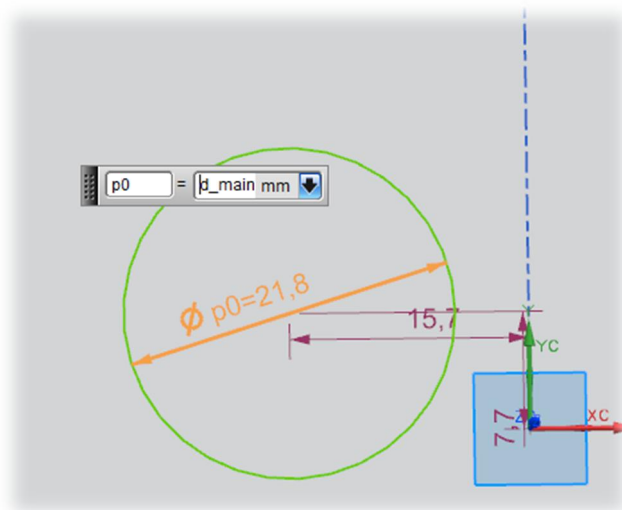 p0 = d_main mm
Ø p0=21,8
15,7
Y
YC
7,7
Z
XC